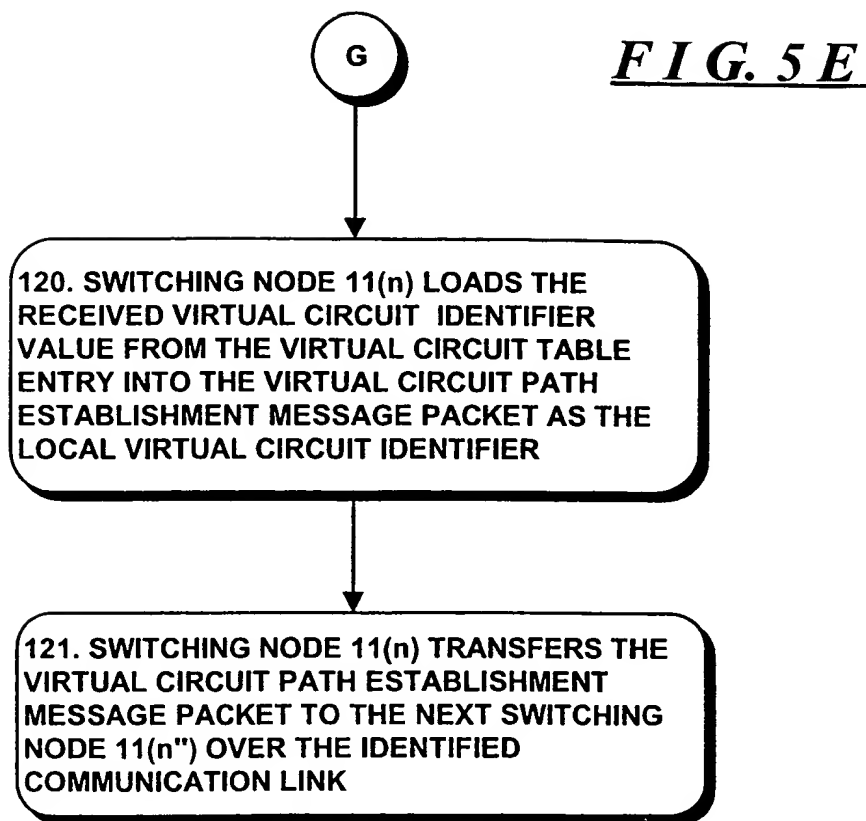 G
FIG. 5E
120. SWITCHING NODE 11(n) LOADS THE
RECEIVED VIRTUAL CIRCUIT IDENTIFIER
VALUE FROM THE VIRTUAL CIRCUIT TABLE
ENTRY INTO THE VIRTUAL CIRCUIT PATH
ESTABLISHMENT MESSAGE PACKET AS THE
LOCAL VIRTUAL CIRCUIT IDENTIFIER
121. SWITCHING NODE 11(n) TRANSFERS THE
VIRTUAL CIRCUIT PATH ESTABLISHMENT
MESSAGE PACKET TO THE NEXT SWITCHING
NODE 11(n") OVER THE IDENTIFIED
COMMUNICATION LINK